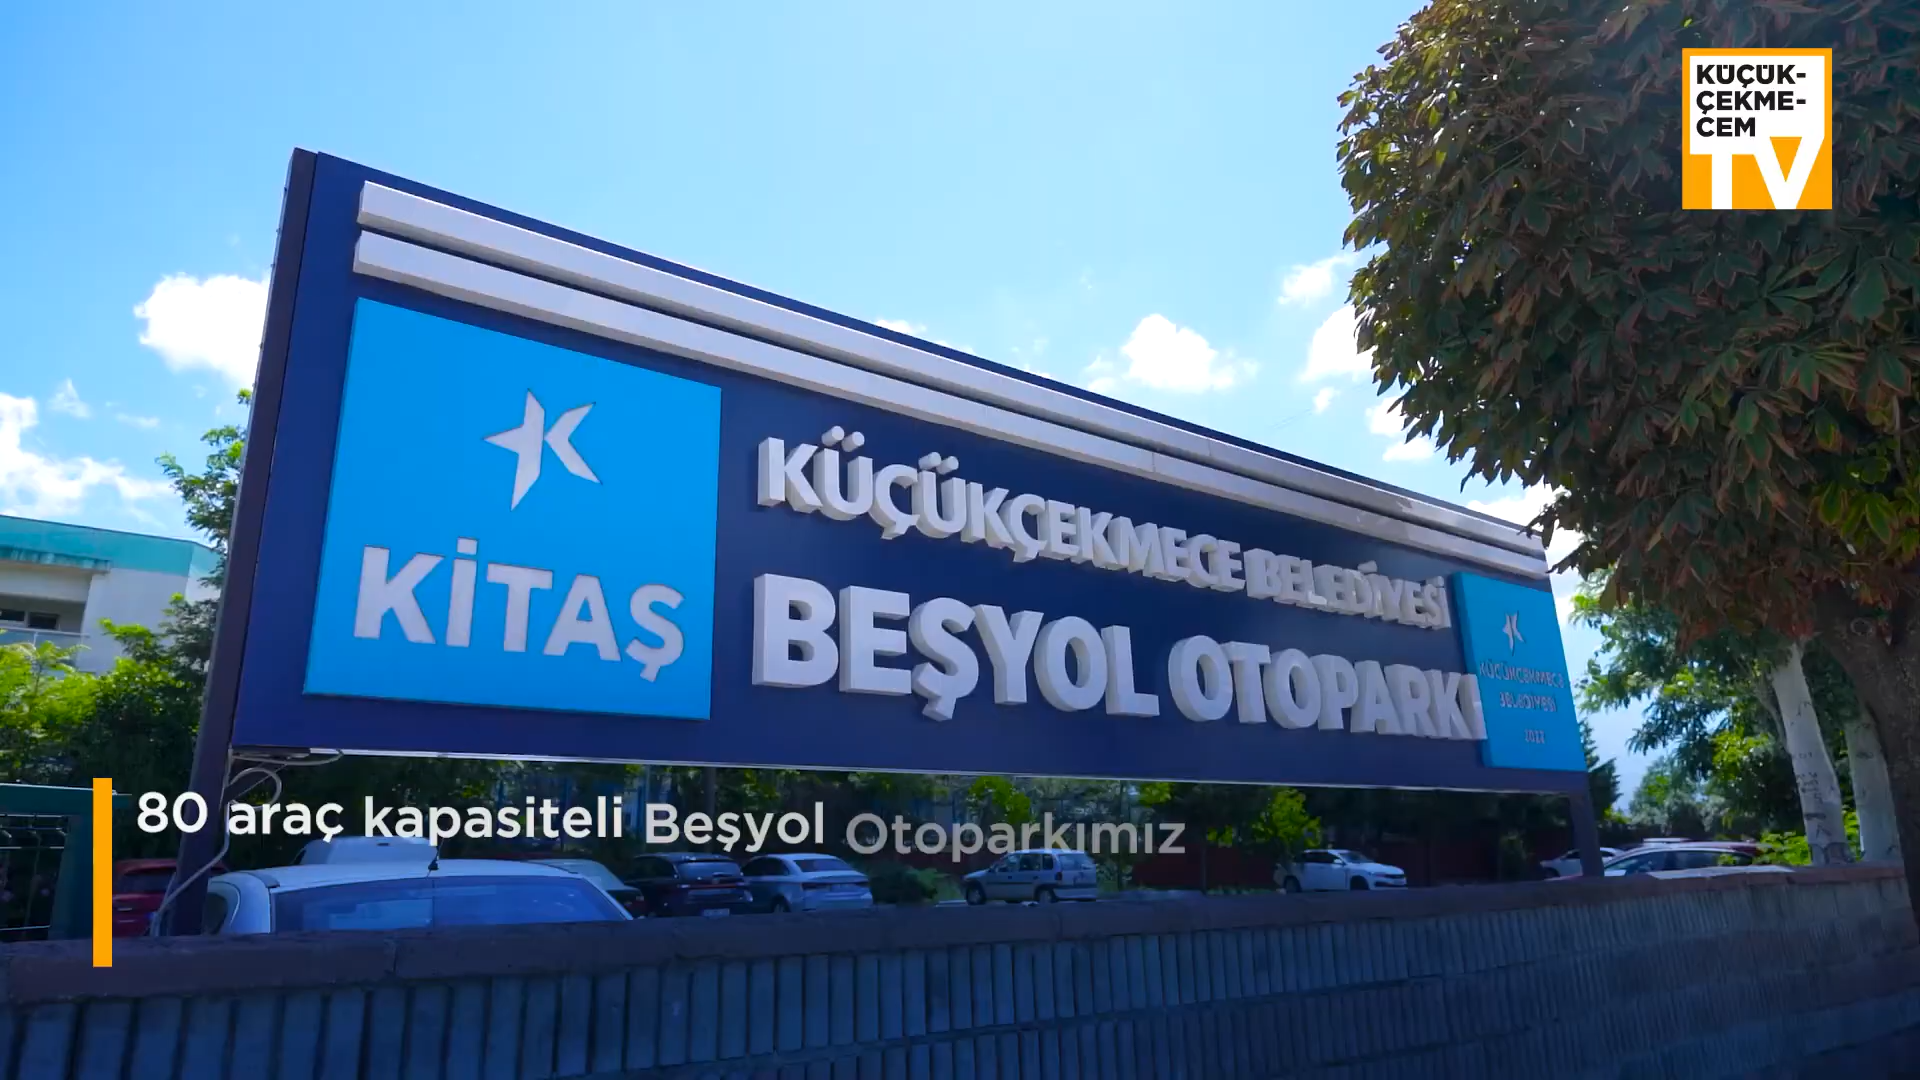 KÜÇÜK-
ÇEKME-
CEM
TV
KİTAŞ
KÜÇÜKÇEKMECE BELEDİYESİ
BEŞYOL OTOPARKI
KÜÇÜKÇEKMECE
BELEDİYESİ
2022
80 araç kapasiteli Beşyol Otoparkımız